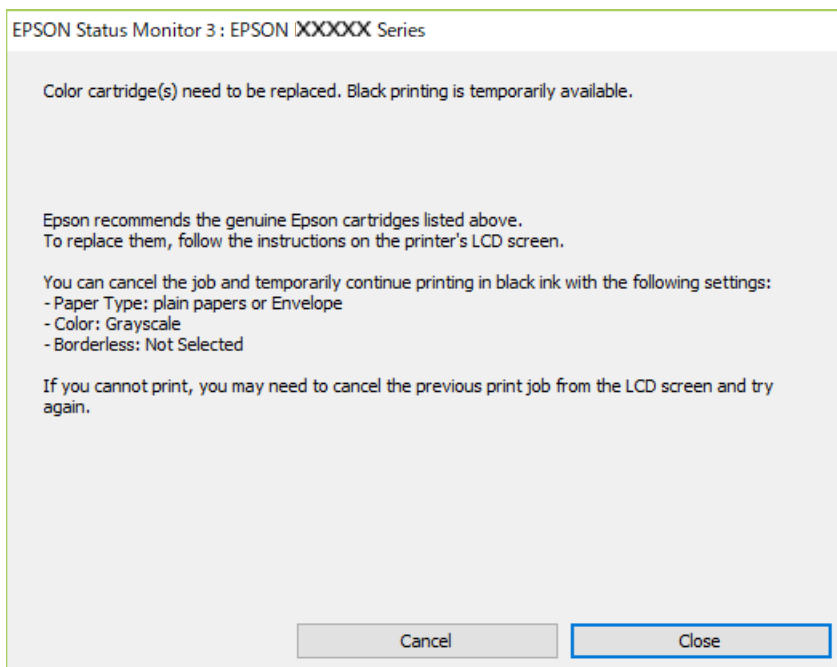 EPSON Status Monitor 3 : EPSON XXXXX Series
Color cartridge(s) need to be replaced. Black printing is temporarily available.
Epson recommends the genuine Epson cartridges listed above.
To replace them, follow the instructions on the printer's LCD screen.
You can cancel the job and temporarily continue printing in black ink with the following settings:
- Paper Type: plain papers or Envelope
- Color: Grayscale
- Borderless: Not Selected
If you cannot print, you may need to cancel the previous print job from the LCD screen and try
again.
Cancel
Close